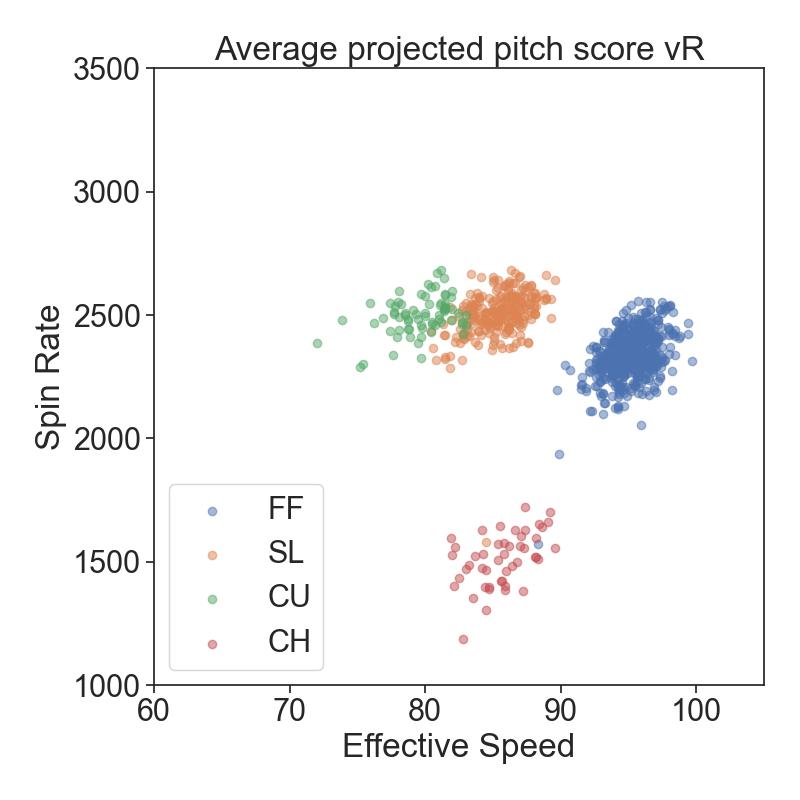 Average projected pitch score vR
3500
3000
2500
2000
1500
1000
Spin Rate
FF
SL
CU
CH
60
70
80
90
100
Effective Speed